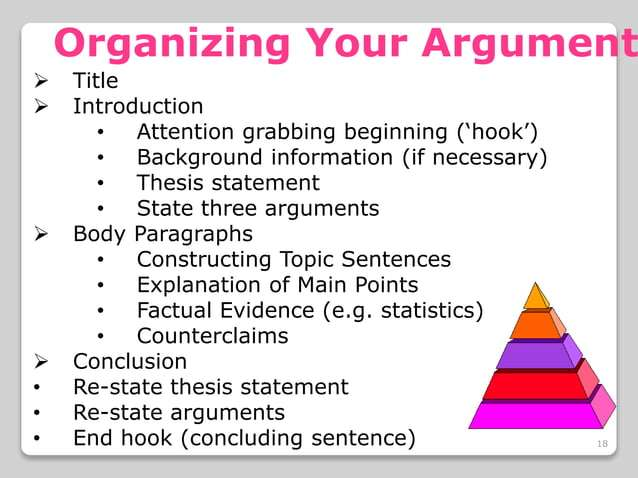 Organizing Your Argument
➢ Title
➢ Introduction
• Attention grabbing beginning (‘hook’)
• Background information (if necessary)
• Thesis statement
• State three arguments
➢ Body Paragraphs
• Constructing Topic Sentences
• Explanation of Main Points
• Factual Evidence (e.g. statistics)
• Counterclaims
➢ Conclusion
• Re-state thesis statement
• Re-state arguments
• End hook (concluding sentence)
18